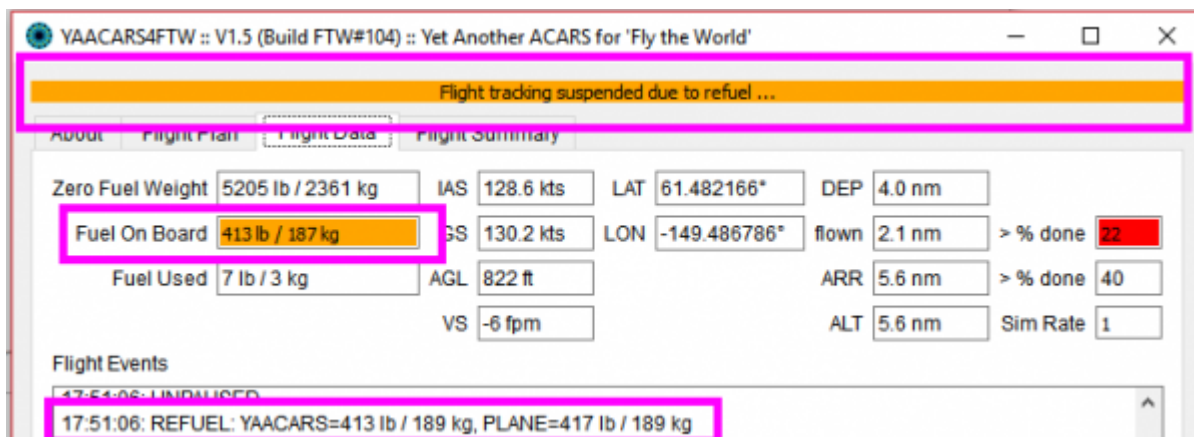 YAACARS4FTW :: V1.5 (Build FTW#104) :: Yet Another ACARS for 'Fly the World'
Flight tracking suspended due to refuel ...
About Flight Plan Flight Data Flight Summary
Zero Fuel Weight 5205 lb / 2361 kg IAS 128.6 kts LAT 61.482166° DEP 4.0 nm
Fuel On Board 413 lb / 187 kg GS 130.2 kts LON -149.486786° flown 2.1 nm > % done 22
Fuel Used 7 lb / 3 kg AGL 822 ft ARR 5.6 nm > % done 40
VS -6 fpm ALT 5.6 nm Sim Rate 1
Flight Events
17:51:06: UNPAUSED
17:51:06: REFUEL: YAACARS=413 lb / 189 kg, PLANE=417 lb / 189 kg